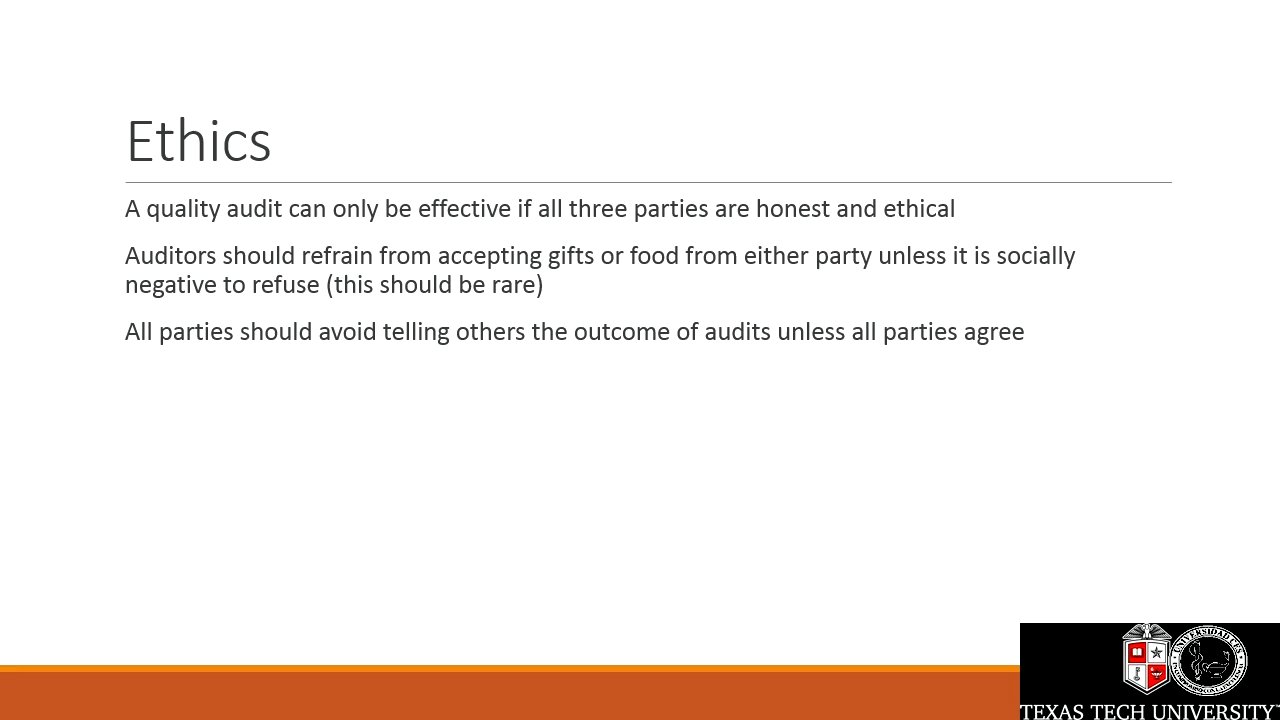 Ethics
A quality audit can only be effective if all three parties are honest and ethical
Auditors should refrain from accepting gifts or food from either party unless it is socially
negative to refuse (this should be rare)
All parties should avoid telling others the outcome of audits unless all parties agree
TEXAS TECH UNIVERSITY